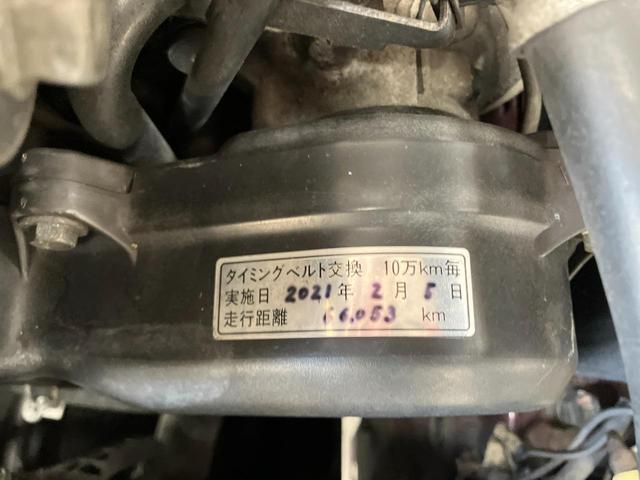 タイミングベルト交換 10万km毎
実施日 2021年 2月 5日
走行距離 66,053 km